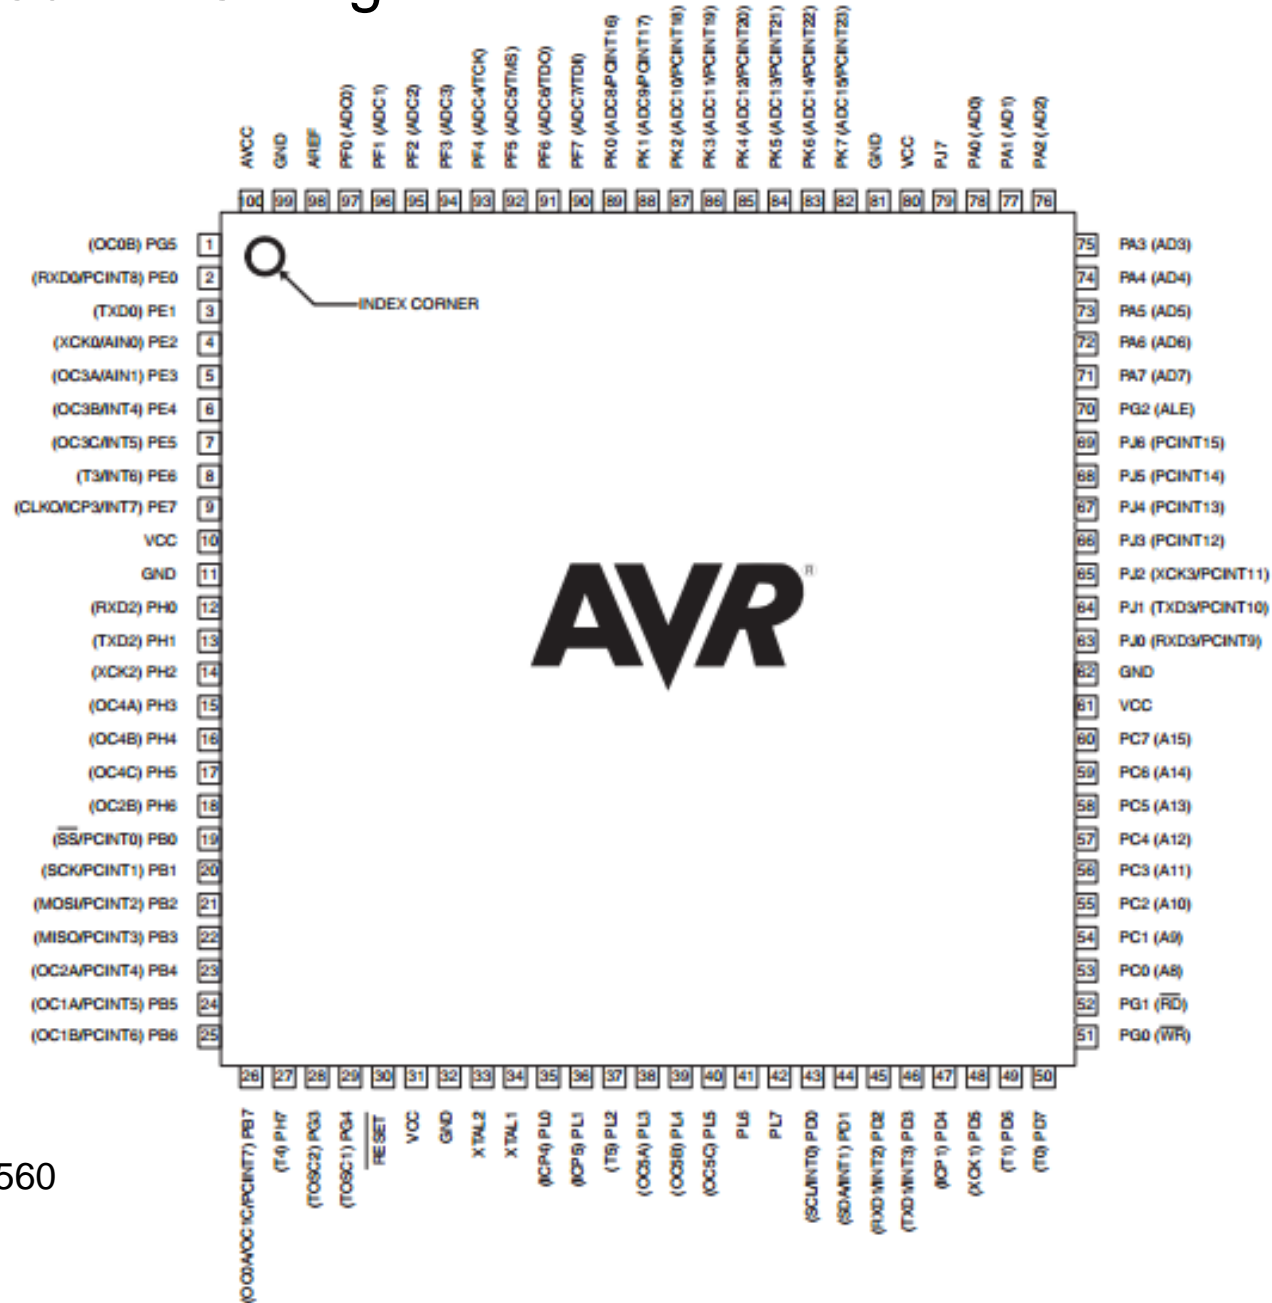 AVCC
GND
AREF
PF0 (ADC0)
PF1 (ADC1)
PF2 (ADC2)
PF3 (ADC3)
PF4 (ADC4/TCK)
PF5 (ADC5/TMS)
PF6 (ADC6/TDO)
PF7 (ADC7/TDI)
PK0 (ADC8/PCINT16)
PK1 (ADC9/PCINT17)
PK2 (ADC10/PCINT18)
PK3 (ADC11/PCINT19)
PK4 (ADC12/PCINT20)
PK5 (ADC13/PCINT21)
PK6 (ADC14/PCINT22)
PK7 (ADC15/PCINT23)
GND
VCC
PJ7
PA0 (AD0)
PA1 (AD1)
PA2 (AD2)
100 99 98 97 96 95 94 93 92 91 90 89 88 87 86 85 84 83 82 81 80 79 78 77 76
(OC0B) PG5 1
(RXD0/PCINT8) PE0 2
(TXD0) PE1 3
(XCK0/AIN0) PE2 4
(OC3A/AIN1) PE3 5
(OC3B/INT4) PE4 6
(OC3C/INT5) PE5 7
(T3/INT6) PE6 8
(CLKO/ICP3/INT7) PE7 9
VCC 10
GND 11
(RXD2) PH0 12
(TXD2) PH1 13
(XCK2) PH2 14
(OC4A) PH3 15
(OC4B) PH4 16
(OC4C) PH5 17
(OC2B) PH6 18
(SS/PCINT0) PB0 19
(SCK/PCINT1) PB1 20
(MOSI/PCINT2) PB2 21
(MISO/PCINT3) PB3 22
(OC2A/PCINT4) PB4 23
(OC1A/PCINT5) PB5 24
(OC1B/PCINT6) PB6 25
INDEX CORNER
AVR®
75 PA3 (AD3)
74 PA4 (AD4)
73 PA5 (AD5)
72 PA6 (AD6)
71 PA7 (AD7)
70 PG2 (ALE)
69 PJ6 (PCINT15)
68 PJ5 (PCINT14)
67 PJ4 (PCINT13)
66 PJ3 (PCINT12)
65 PJ2 (XCK3/PCINT11)
64 PJ1 (TXD3/PCINT10)
63 PJ0 (RXD3/PCINT9)
62 GND
61 VCC
60 PC7 (A15)
59 PC6 (A14)
58 PC5 (A13)
57 PC4 (A12)
56 PC3 (A11)
55 PC2 (A10)
54 PC1 (A9)
53 PC0 (A8)
52 PG1 (RD)
51 PG0 (WR)
26 27 28 29 30 31 32 33 34 35 36 37 38 39 40 41 42 43 44 45 46 47 48 49 50
(OC0A/OC1C/PCINT7) PB7
(T4) PH7
(TOSC2) PG3
(TOSC1) PG4
RESET
VCC
GND
XTAL2
XTAL1
(ICP4) PL0
(ICP5) PL1
(T5) PL2
(OC5A) PL3
(OC5B) PL4
(OC5C) PL5
PL6
PL7
(SCL/INT0) PD0
(SDA/INT1) PD1
(RXD1/INT2) PD2
(TXD1/INT3) PD3
(ICP1) PD4
(XCK1) PD5
(T1) PD6
(T0) PD7
560